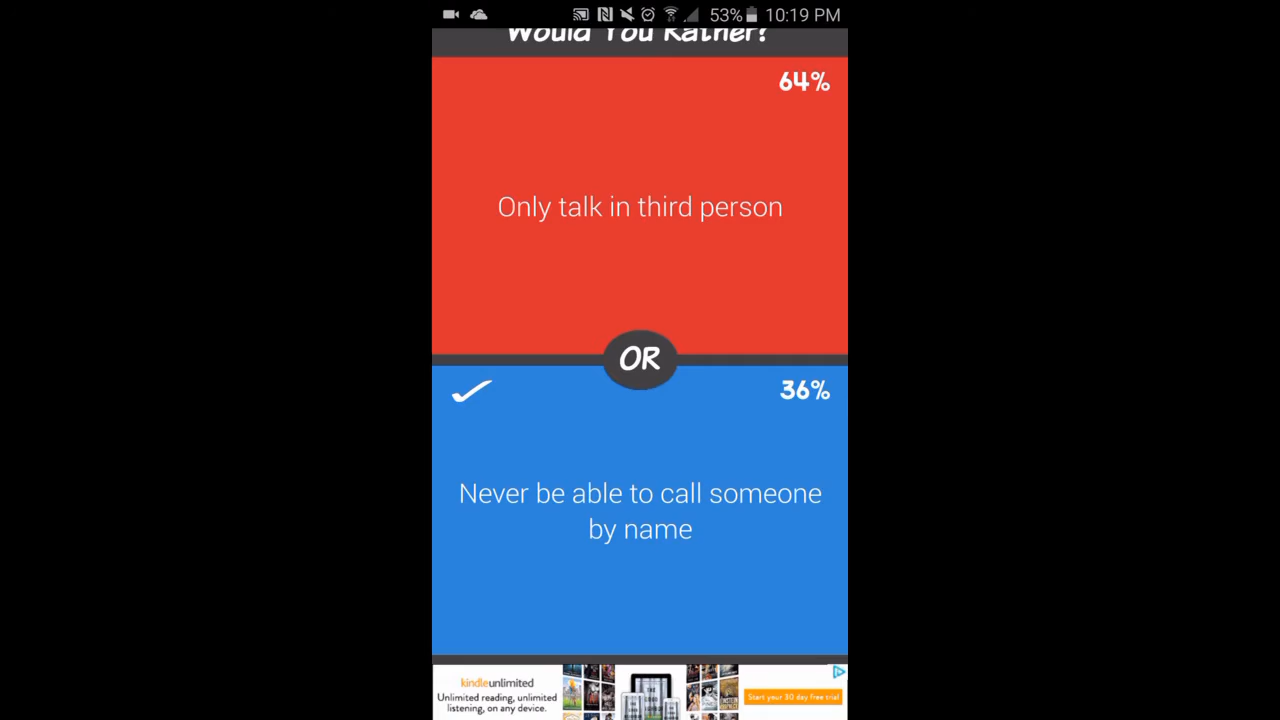 53% 10:19 PM
Would You Rather?
64%
Only talk in third person
OR
36%
Never be able to call someone
by name
kindleunlimited
Unlimited reading, unlimited
listening, on any device.
Start your 30 day free trial